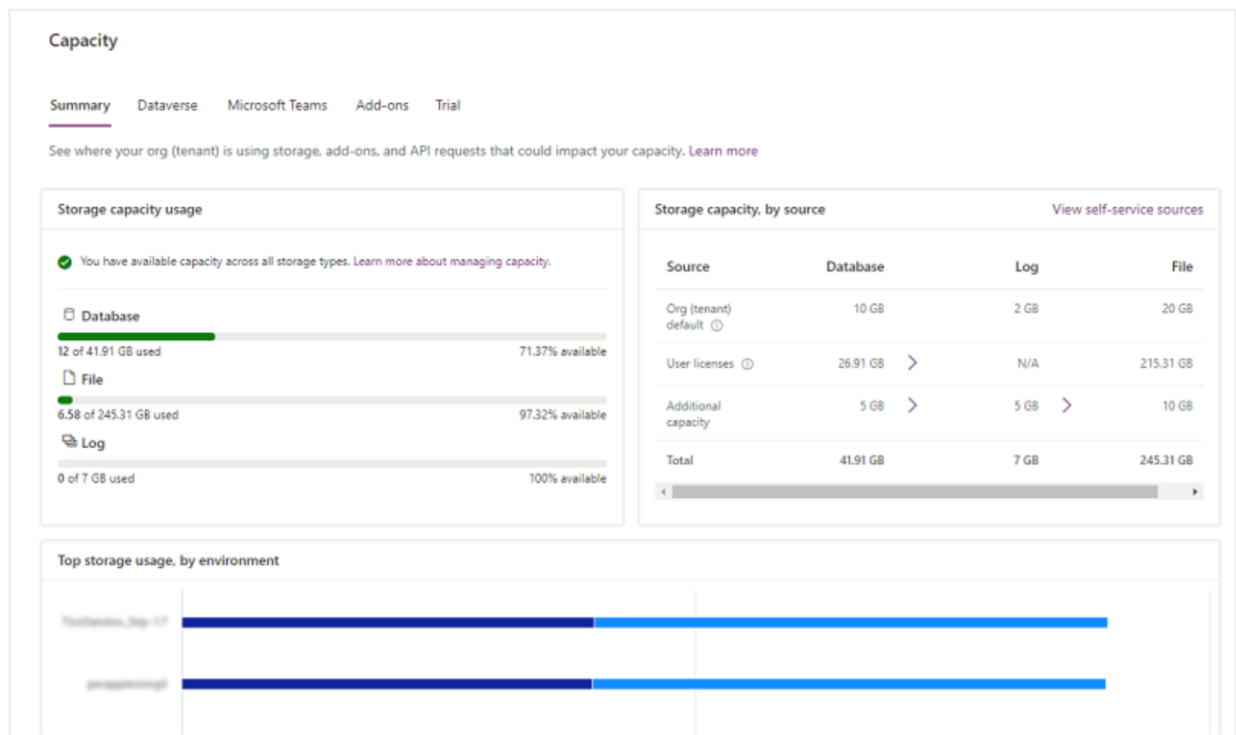 Capacity
Summary Dataverse Microsoft Teams Add-ons Trial
See where your org (tenant) is using storage, add-ons, and API requests that could impact your capacity. Learn more
Storage capacity usage
You have available capacity across all storage types. Learn more about managing capacity.
Database
12 of 41.91 GB used 71.37% available
File
6.58 of 245.31 GB used 97.32% available
Log
0 of 7 GB used 100% available
Storage capacity, by source View self-service sources
Source Database Log File
Org (tenant) 10 GB 2 GB 20 GB
default
User licenses 26.91 GB N/A 215.31 GB
Additional 5 GB 5 GB 10 GB
capacity
Total 41.91 GB 7 GB 245.31 GB
Top storage usage, by environment